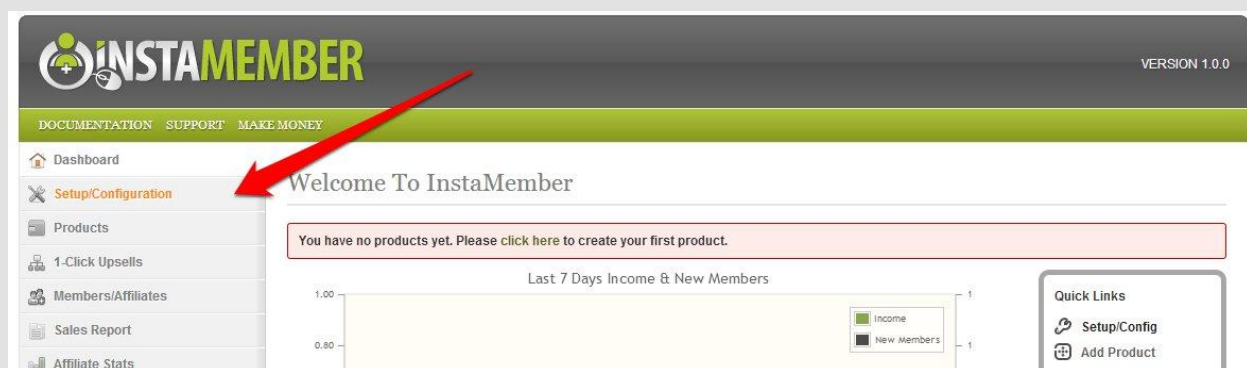 INSTAMEMBER
VERSION 1.0.0
DOCUMENTATION SUPPORT MAKE MONEY
Dashboard
Setup/Configuration
Products
1-Click Upsells
Members/Affiliates
Sales Report
Affiliate Stats
Welcome To InstaMember
You have no products yet. Please click here to create your first product.
Last 7 Days Income & New Members
1.00
0.80
Income
New Members
1
1
Quick Links
Setup/Config
Add Product